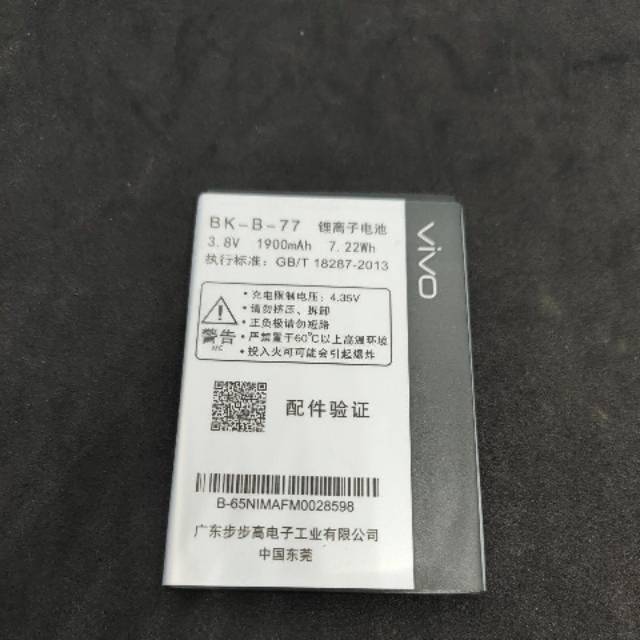 BK-B-77 锂离子电池
3.8V 1900mAh 7.22Wh
执行标准：GB/T 18287-2013
警告
• 充电限制电压：4.35V
• 请勿挤压、拆卸
• 正负极请勿短路
• 严禁置于60℃以上高温环境
• 投入火可可能会引起爆炸
配件验证
B-65NIMAFM0028598
广东步步高电子工业有限公司
中国东莞
vivo